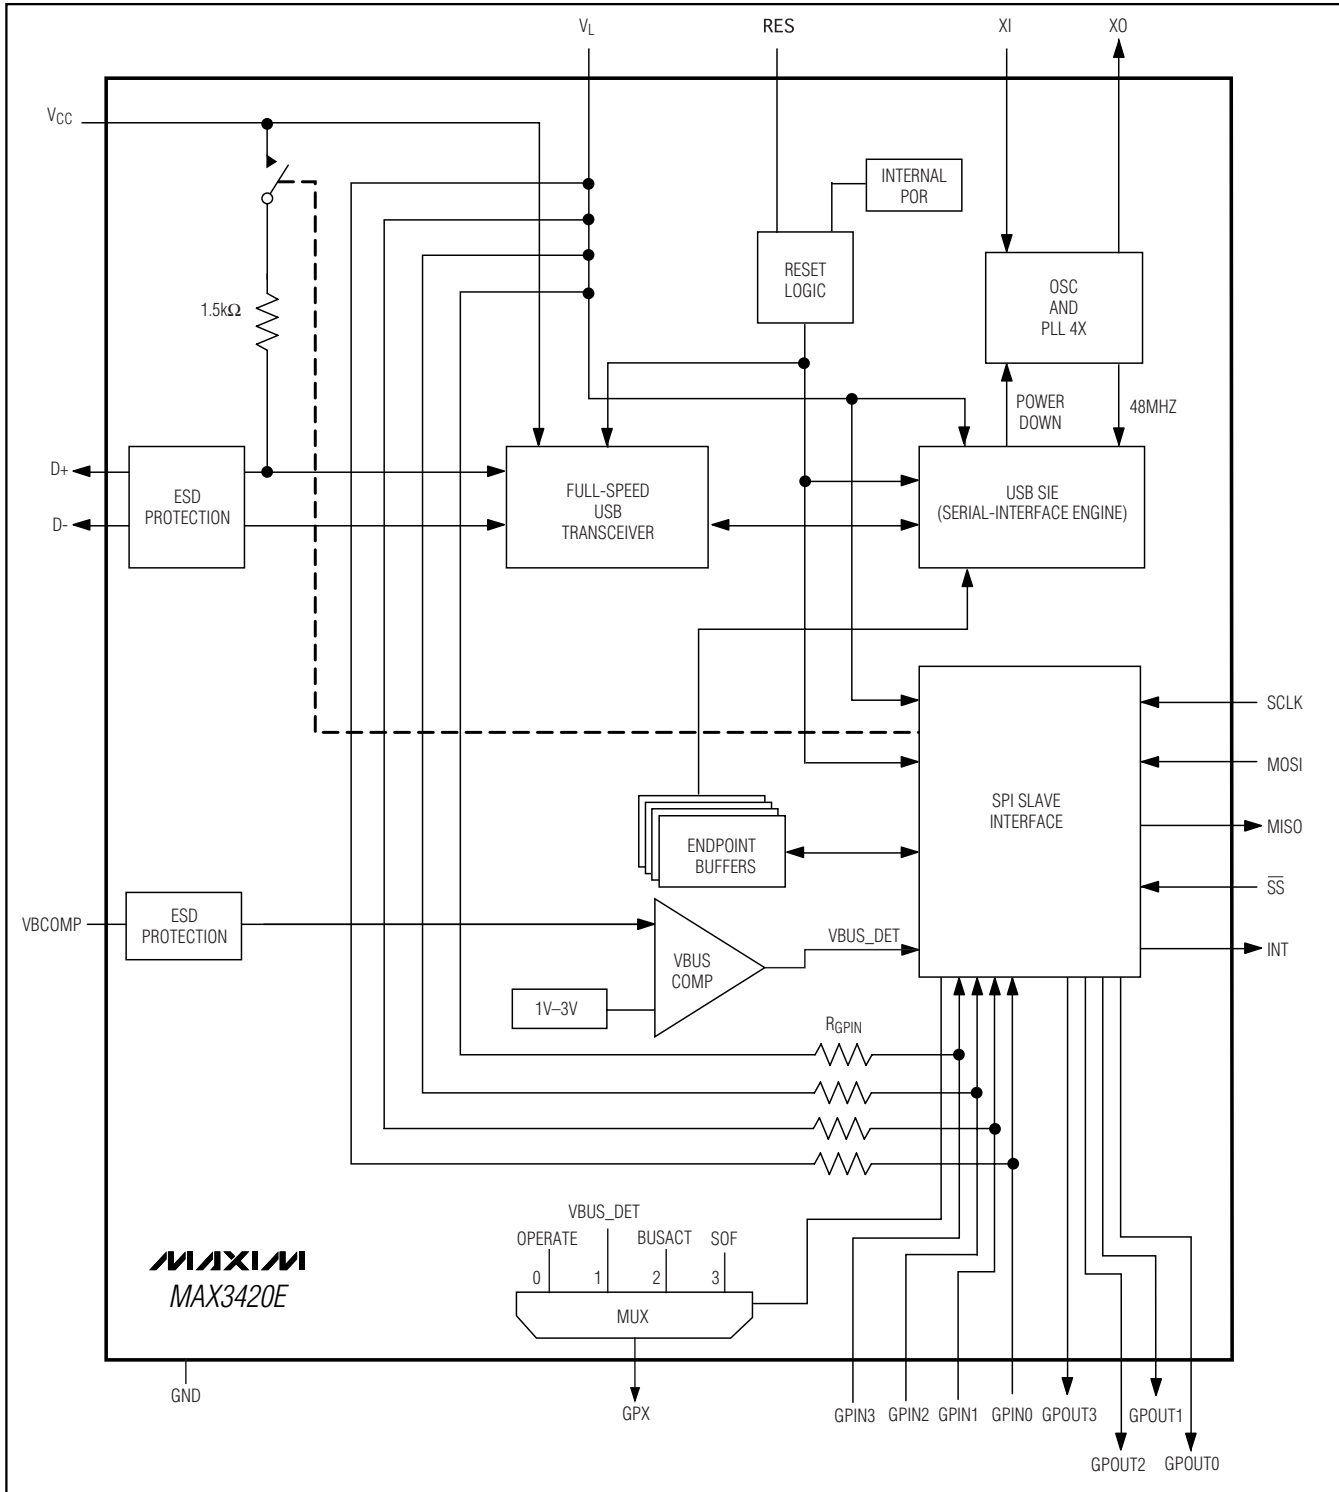 VL
RES
XI
XO
VCC
INTERNAL
POR
RESET
LOGIC
OSC
AND
PLL 4X
1.5kΩ
POWER
DOWN
48MHZ
D+
D-
ESD
PROTECTION
FULL-SPEED
USB
TRANSCEIVER
USB SIE
(SERIAL-INTERFACE ENGINE)
SCLK
MOSI
MISO
S̅S̅
INT
SPI SLAVE
INTERFACE
ENDPOINT
BUFFERS
VBCOMP
ESD
PROTECTION
VBUS
COMP
VBUS_DET
1V–3V
RGPIN
VBUS_DET
OPERATE
BUSACT
SOF
0
1
2
3
MUX
MAXIM
MAX3420E
GND
GPX
GPIN3
GPIN2
GPIN1
GPIN0
GPOUT3
GPOUT1
GPOUT2
GPOUT0